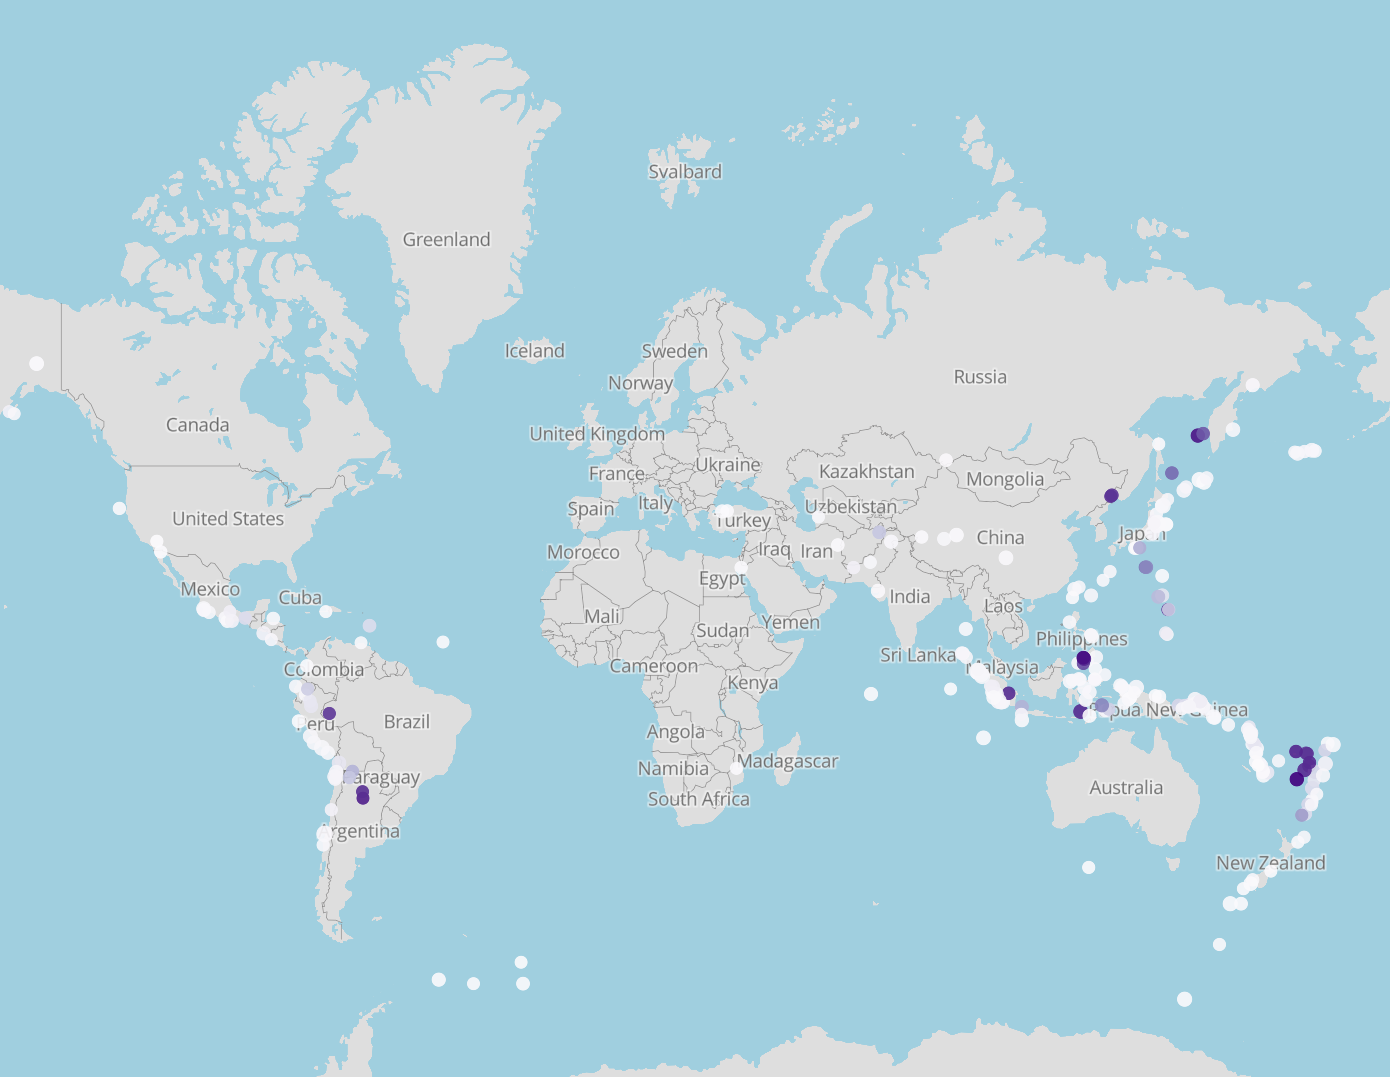 Svalbard
Greenland
Iceland
Sweden
Norway
Russia
Canada
United Kingdom
Ukraine
France
Kazakhstan
Mongolia
Spain
Italy
Uzbekistan
United States
Turkey
Japan
China
Morocco
Iraq
Iran
Egypt
Mexico
Cuba
India
Laos
Mali
Yemen
Sudan
Philippines
Sri Lanka
Malaysia
Colombia
Cameroon
Kenya
Papua New Guinea
Peru
Brazil
Angola
Madagascar
Namibia
Paraguay
Australia
South Africa
Argentina
New Zealand